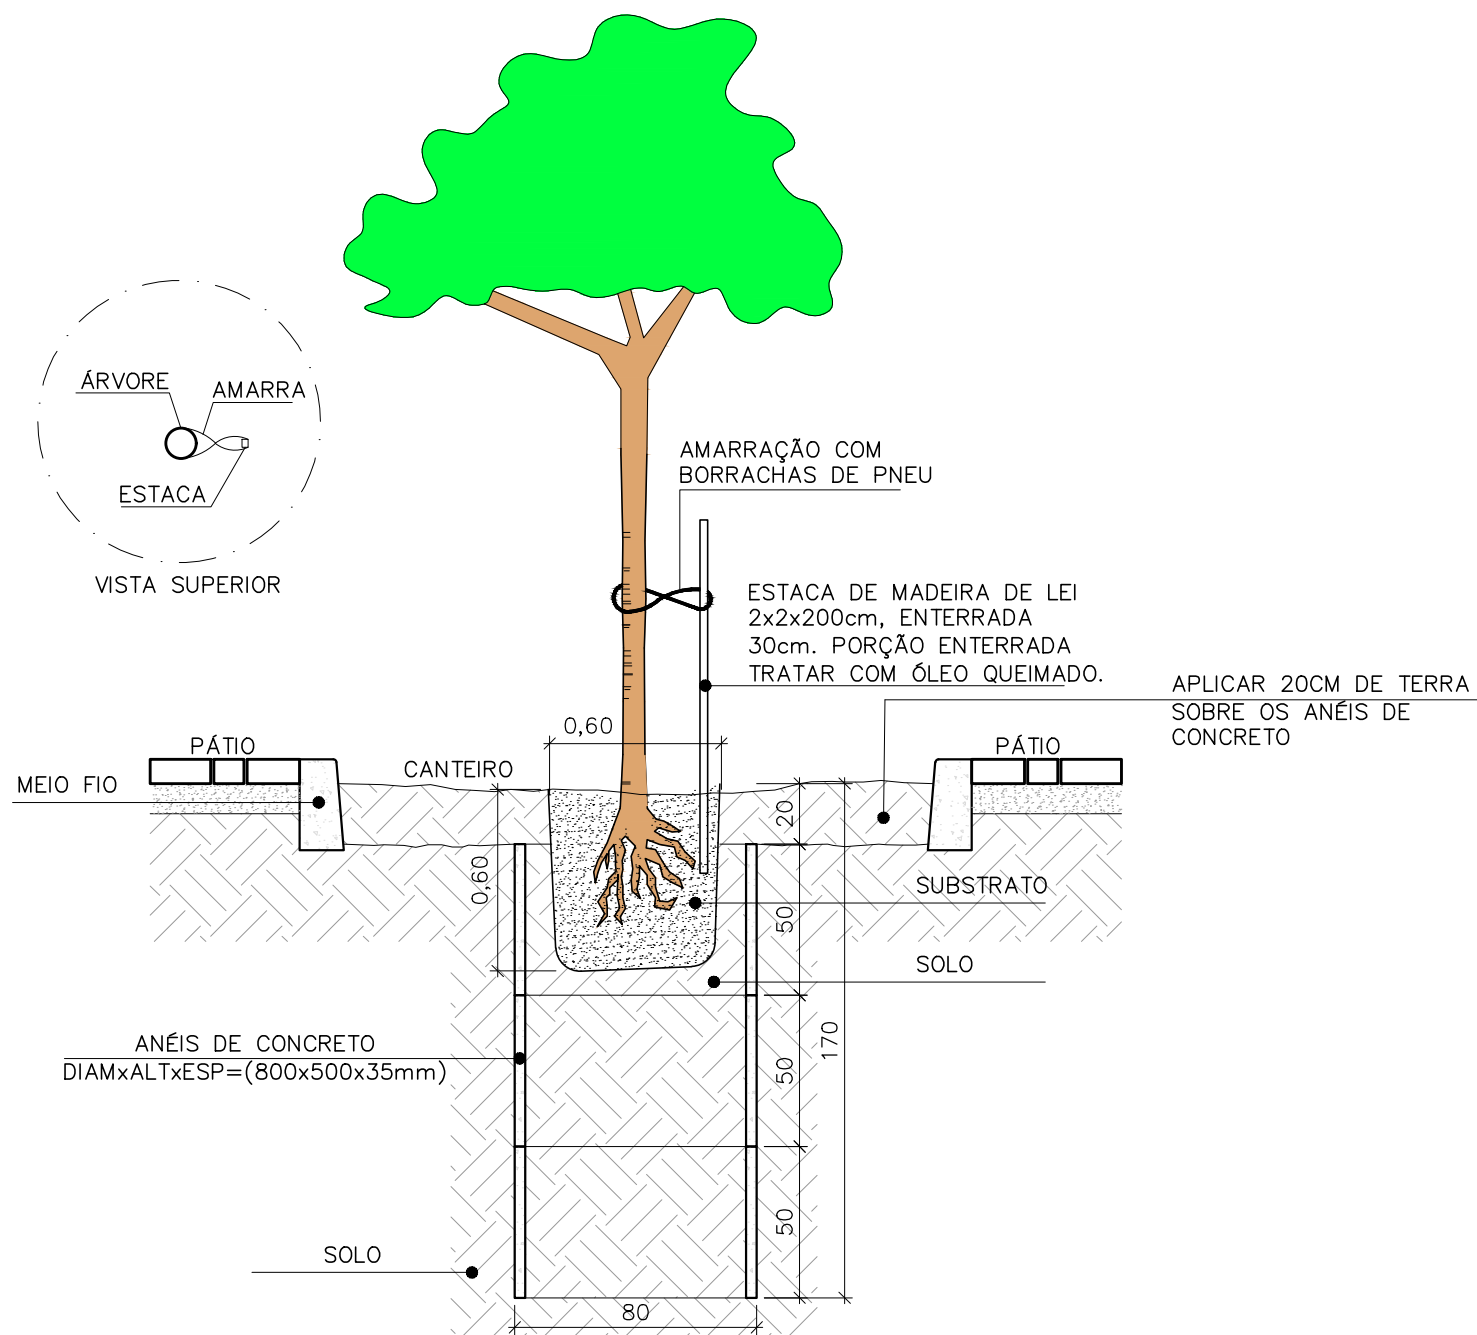 ÁRVORE
AMARRA
ESTACA
VISTA SUPERIOR
AMARRAÇÃO COM
BORRACHAS DE PNEU
ESTACA DE MADEIRA DE LEI
2x2x200cm, ENTERRADA
30cm. PORÇÃO ENTERRADA
TRATAR COM ÓLEO QUEIMADO.
APLICAR 20CM DE TERRA
SOBRE OS ANÉIS DE
CONCRETO
0,60
PÁTIO
PÁTIO
MEIO FIO
CANTEIRO
20
0,60
SUBSTRATO
50
SOLO
ANÉIS DE CONCRETO
DIAMxALTxESP=(800x500x35mm)
50
170
50
SOLO
80